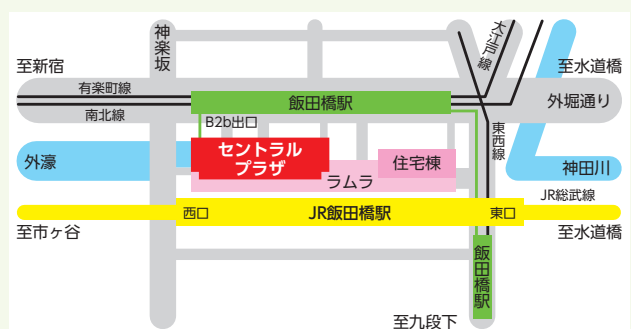 神楽坂
大江戸線
至新宿
至水道橋
有楽町線
飯田橋駅
外堀通り
南北線
B2b出口
東西線
セントラル
プラザ
住宅棟
外濠
神田川
ラムラ
JR総武線
西口
JR飯田橋駅
東口
至市ヶ谷
至水道橋
飯田橋駅
至九段下